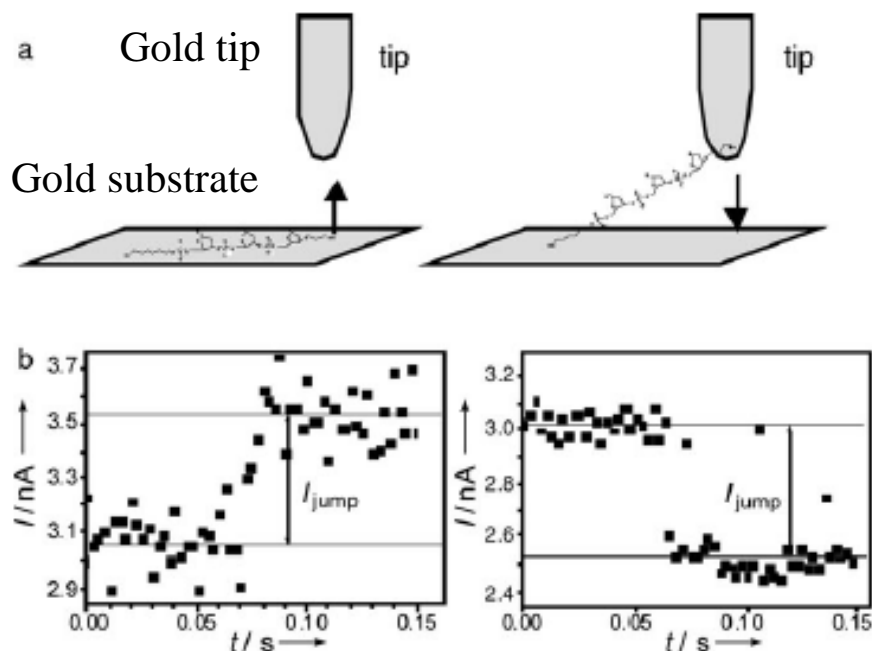 a Gold tip tip tip
Gold substrate
b
3.7
3.5
3.3
3.1
2.9
I / nA
I jump
0.00 0.05 0.10 0.15
t / s
3.2
3.0
2.8
2.6
2.4
I / nA
I jump
0.00 0.05 0.10 0.15
t / s